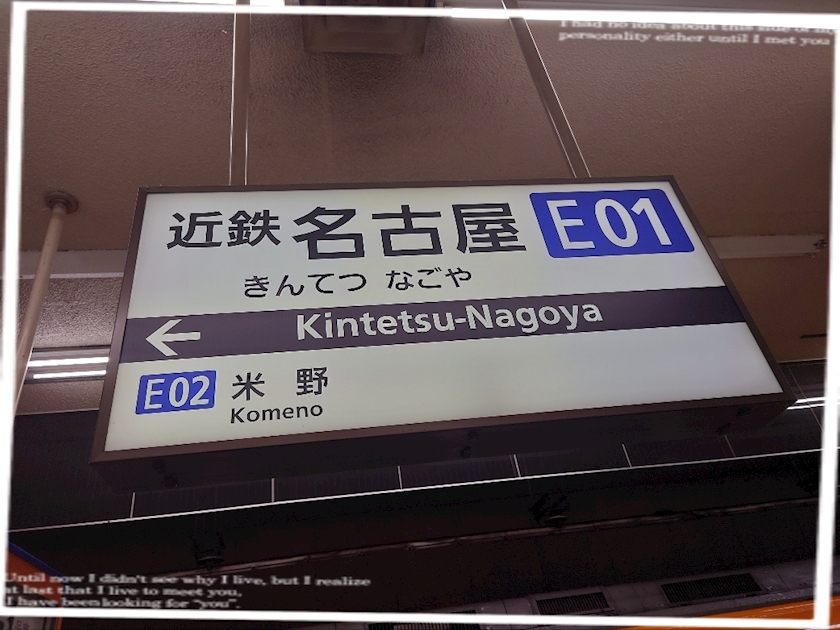 I had no idea about this side of my
personality either until I met you
近鉄名古屋 E01
きんてつ なごや
← Kintetsu-Nagoya
E02 米 野
Komeno
Until now I didn't see why I live, but I realize
at last that I live to meet you,
I have been looking for "you".